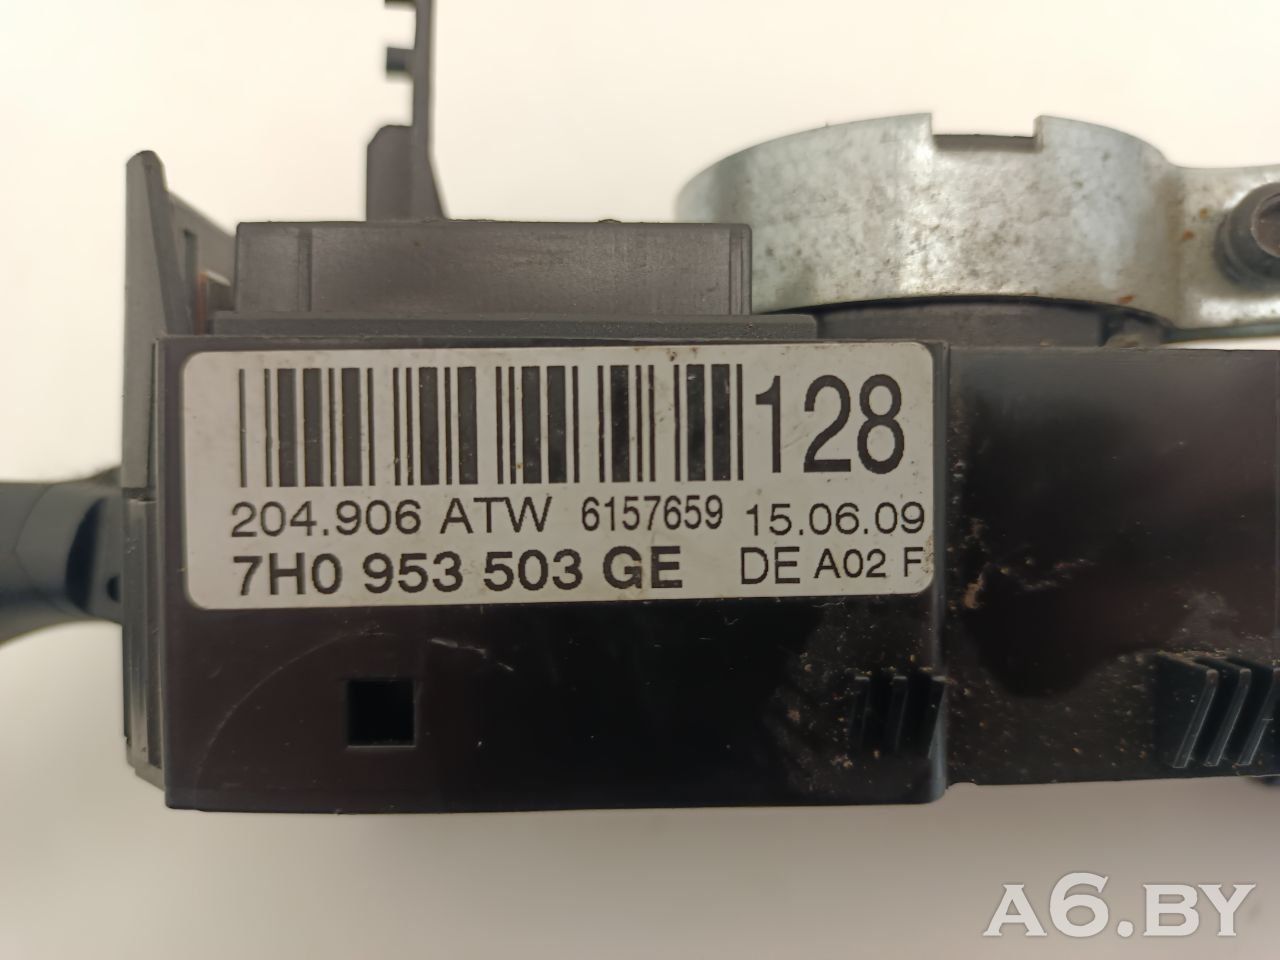 128
204.906 ATW 6157659 15.06.09
7H0 953 503 GE DE A02 F
A6.BY